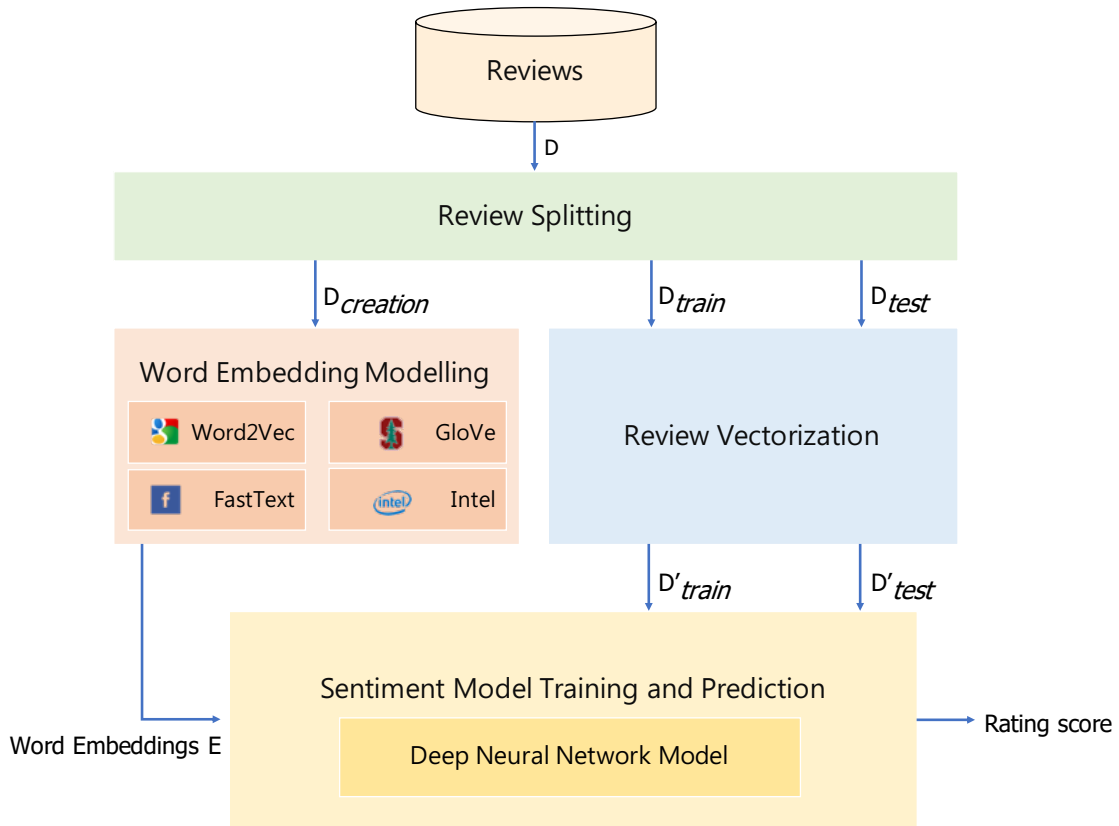 Reviews
D
Review Splitting
Dcreation
Dtrain
Dtest
Word Embedding Modelling
Word2Vec
GloVe
f
FastText
intel
Intel
Review Vectorization
D'train
D'test
Sentiment Model Training and Prediction
Deep Neural Network Model
Word Embeddings E
Rating score